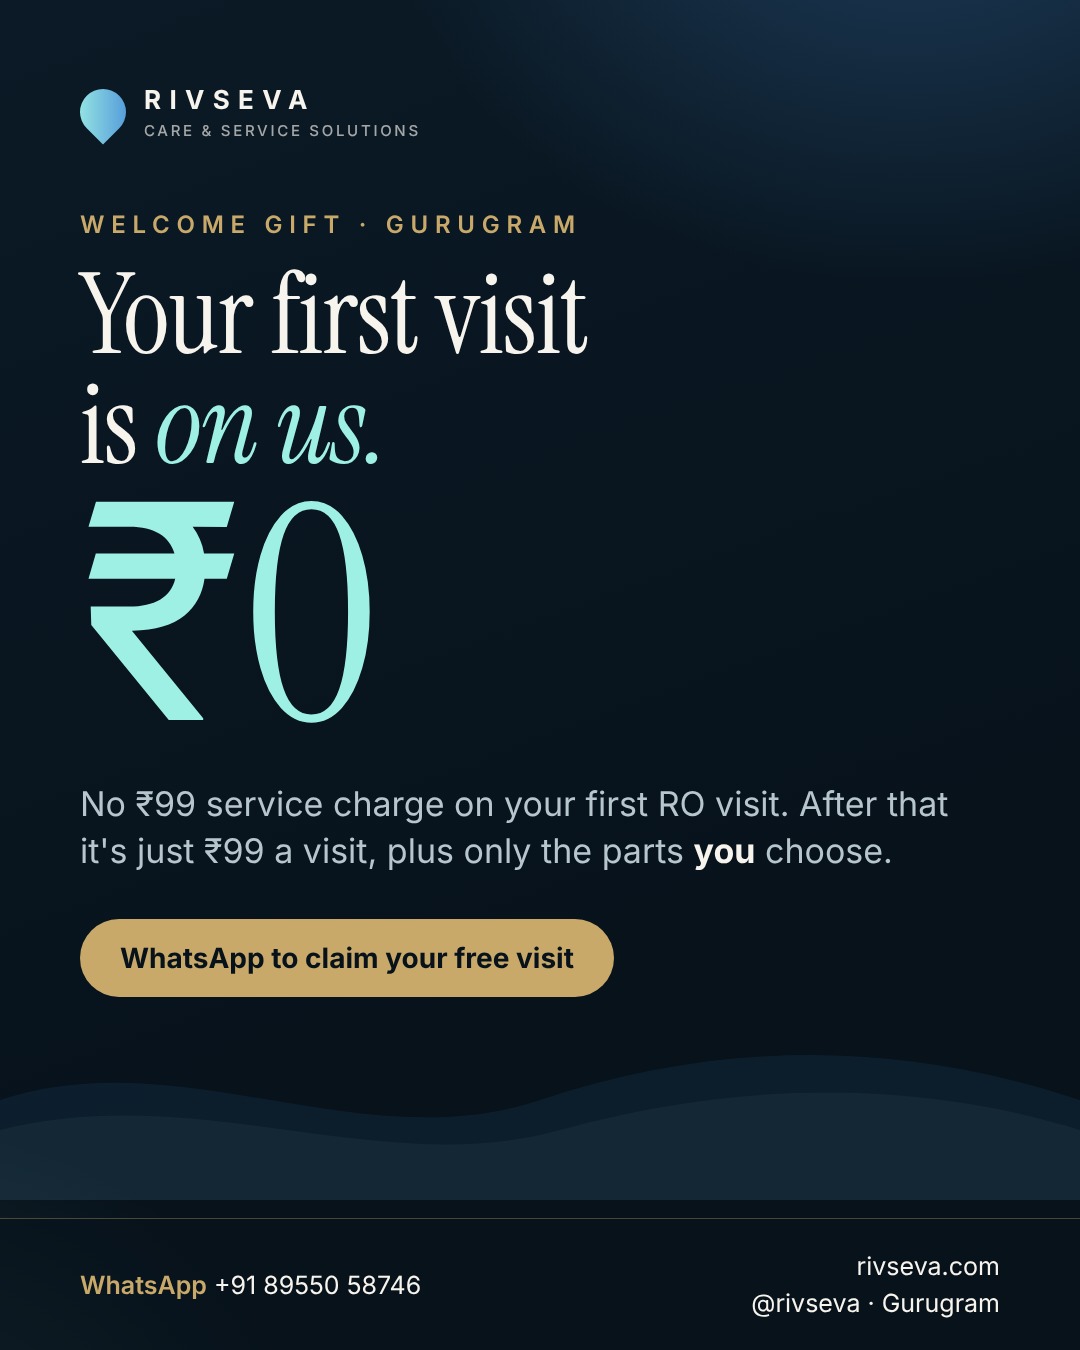 RIVSEVA
CARE & SERVICE SOLUTIONS
WELCOME GIFT · GURUGRAM
Your first visit
is on us.
₹0
No ₹99 service charge on your first RO visit. After that
it's just ₹99 a visit, plus only the parts you choose.
WhatsApp to claim your free visit
WhatsApp +91 89550 58746
rivseva.com
@rivseva · Gurugram